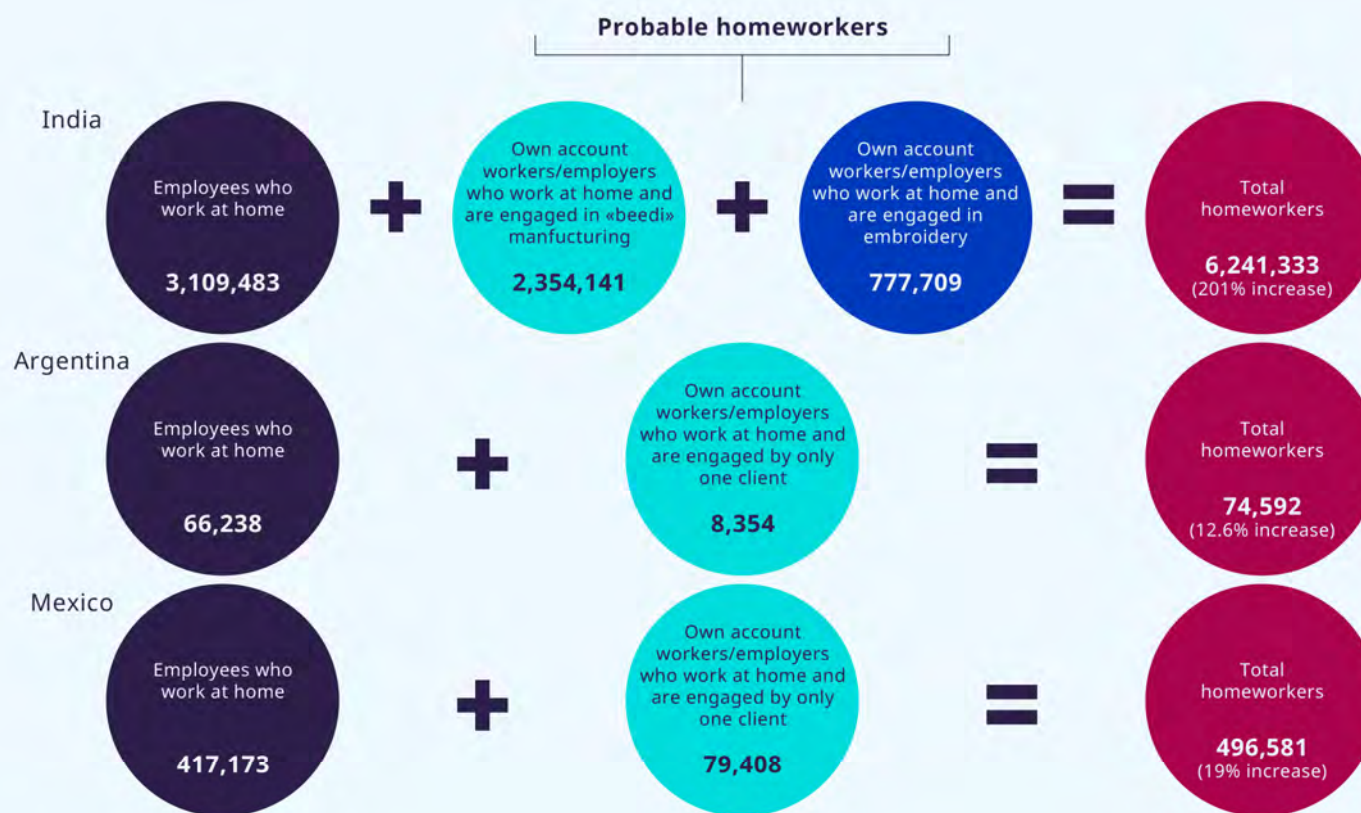 Probable homeworkers
India
Employees who
work at home
3,109,483
+
Own account
workers/employers
who work at home and
are engaged in «beedi»
manfucturing
2,354,141
+
Own account
workers/employers
who work at home and
are engaged in
embroidery
777,709
=
Total
homeworkers
6,241,333
(201% increase)
Argentina
Employees who
work at home
66,238
+
Own account
workers/employers
who work at home and
are engaged by only
one client
8,354
=
Total
homeworkers
74,592
(12.6% increase)
Mexico
Employees who
work at home
417,173
+
Own account
workers/employers
who work at home and
are engaged by only
one client
79,408
=
Total
homeworkers
496,581
(19% increase)